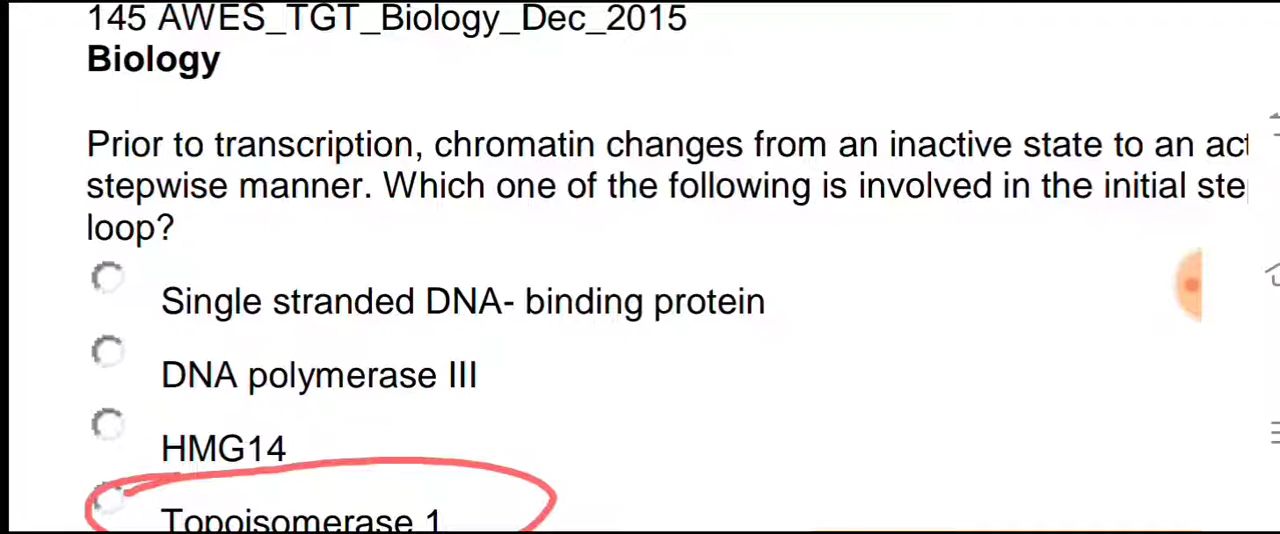 145 AWES_TGT_Biology_Dec_2015
Biology
Prior to transcription, chromatin changes from an inactive state to an act
stepwise manner. Which one of the following is involved in the initial ste
loop?
Single stranded DNA- binding protein
DNA polymerase III
HMG14
Topoisomerase 1